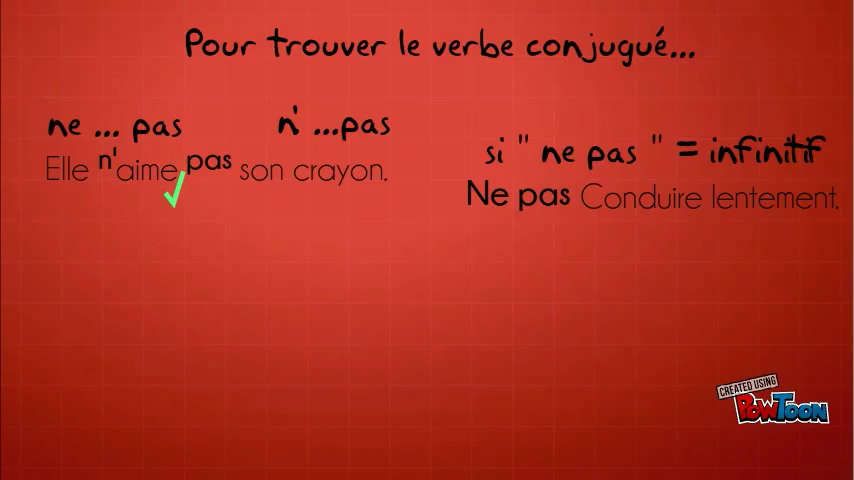 Pour trouver le verbe conjugué...
ne ... pas
n' ...pas
Elle n'aime pas son crayon.
si " ne pas " = infinitif
Ne pas Conduire lentement.
CREATED USING
PowToon